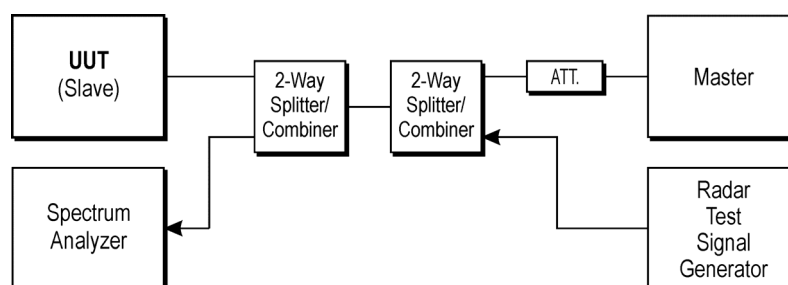 UUT
(Slave)
2-Way
Splitter/
Combiner
2-Way
Splitter/
Combiner
ATT.
Master
Spectrum
Analyzer
Radar
Test
Signal
Generator